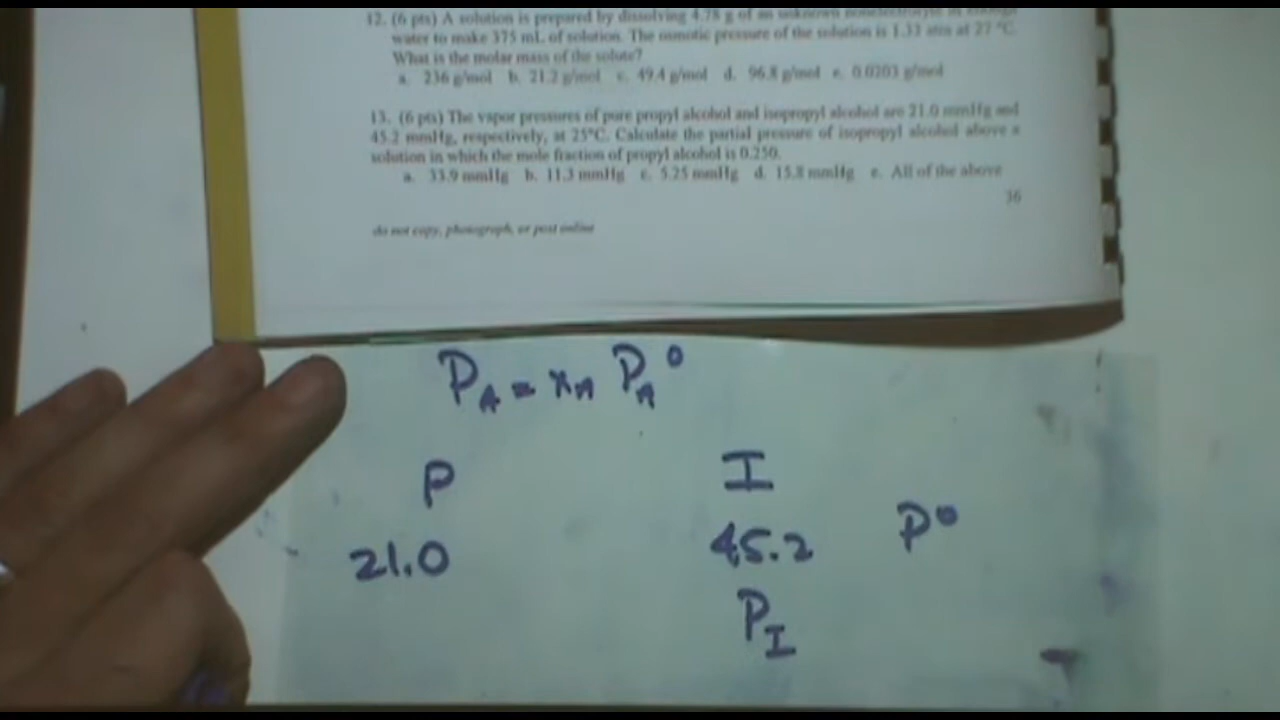 12. (6 pts) A solution is prepared by dissolving 4.78 g of an unknown nonelectrolyte in enough
water to make 375 mL of solution. The osmotic pressure of the solution is 1.33 atm at 27 °C.
What is the molar mass of the solute?
a. 236 g/mol b. 21.2 g/mol c. 49.4 g/mol d. 96.8 g/mol e. 0.0203 g/mol
13. (6 pts) The vapor pressures of pure propyl alcohol and isopropyl alcohol are 21.0 mmHg and
45.2 mmHg, respectively, at 25°C. Calculate the partial pressure of isopropyl alcohol above a
solution in which the mole fraction of propyl alcohol is 0.250.
a. 33.9 mmHg b. 11.3 mmHg c. 5.25 mmHg d. 15.8 mmHg e. All of the above
36
do not copy, photograph, or post online
P_A = x_A P_A°
P I
21.0 45.2 P°
P_I